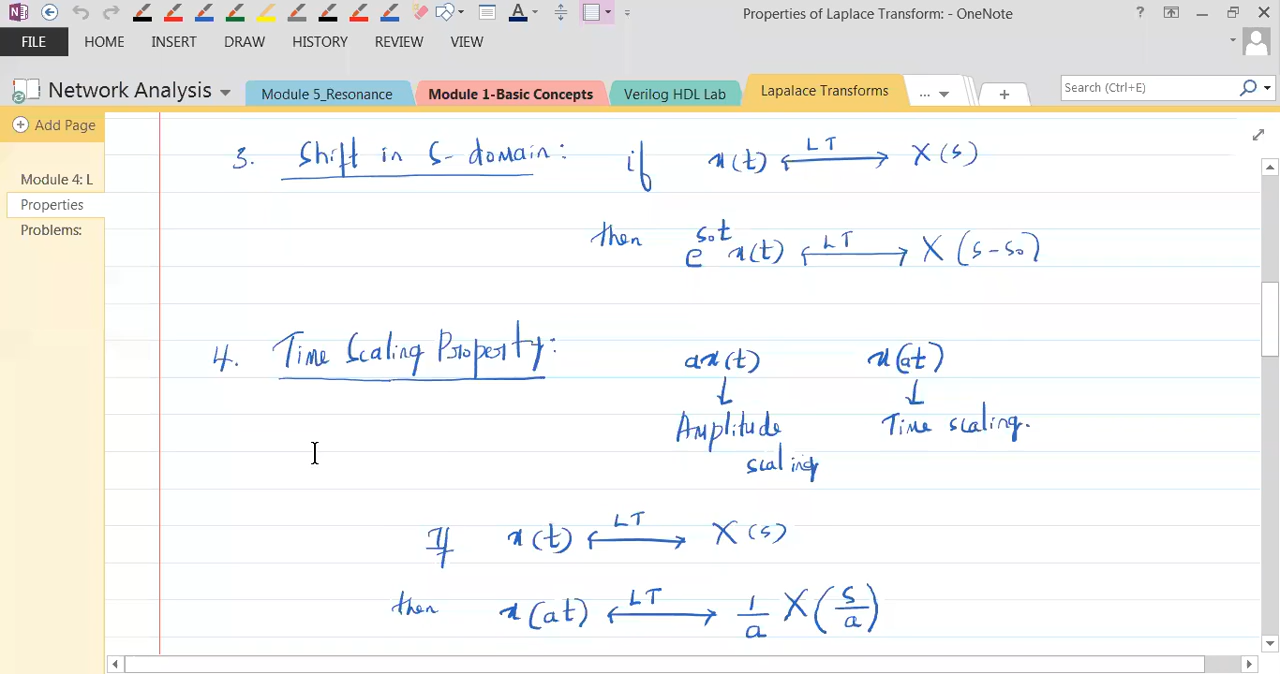 Properties of Laplace Transform: - OneNote
FILE HOME INSERT DRAW HISTORY REVIEW VIEW
Network Analysis Module 5_Resonance Module 1-Basic Concepts Verilog HDL Lab Lapalace Transforms ... Search (Ctrl+E)
Add Page
Module 4: L
Properties
Problems:
3. Shift in S-domain: if x(t) LT ⟷ X(s)
then e^{s₀t} x(t) LT ⟷ X(s-s₀)
4. Time Scaling Property: ax(t) x(at)
↓ ↓
Amplitude scaling Time scaling.
If x(t) LT ⟷ X(s)
then x(at) LT ⟷ 1/a X(s/a)